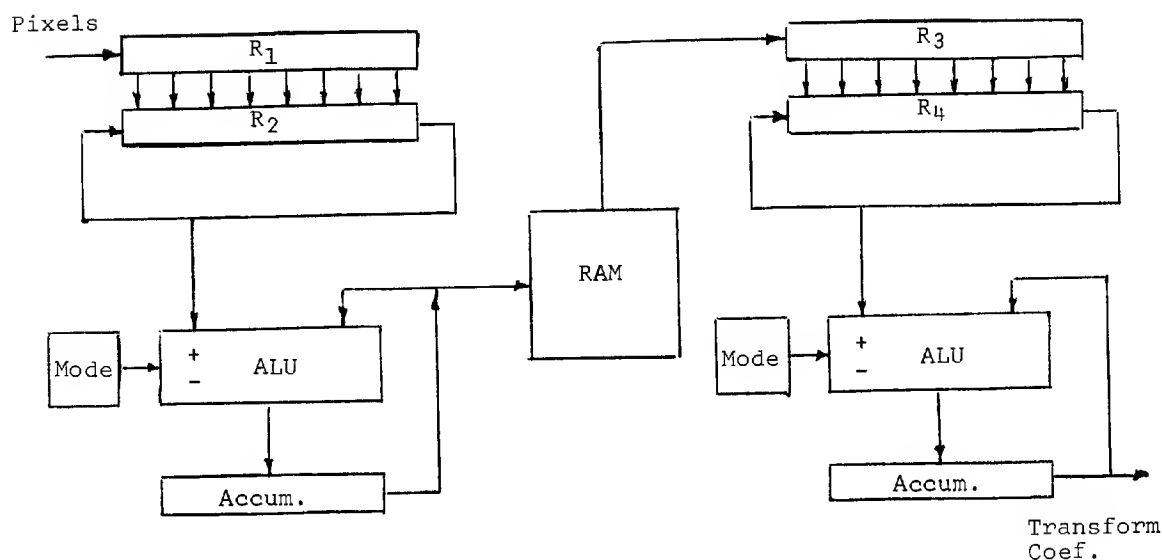 Pixels
R1
R2
R3
R4
RAM
Mode
+
-
ALU
Accum.
Mode
+
-
ALU
Accum.
Transform
Coef.